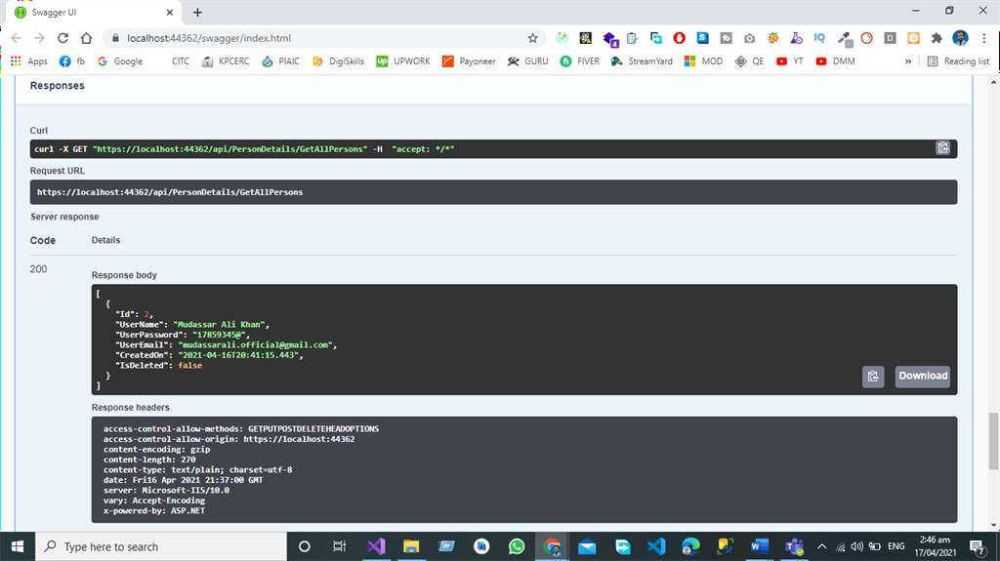 Swagger UI
localhost:44362/swagger/index.html
4
IQ
D
Apps fb Google CITC KPCERC PIAIC DigiSkills UPWORK Payoneer GURU FIVER StreamYard MOD QE YT DMM » Reading list
Responses
Curl
curl -X GET "https://localhost:44362/api/PersonDetails/GetAllPersons" -H "accept: */*"
Request URL
https://localhost:44362/api/PersonDetails/GetAllPersons
Server response
Code Details
200
Response body
[
{
"Id": 2,
"UserName": "Mudassar Ali Khan",
"UserPassword": "17859345@",
"UserEmail": "mudassarali.official@gmail.com",
"CreatedOn": "2021-04-16T20:41:15.443",
"IsDeleted": false
}
]
Download
Response headers
access-control-allow-methods: GETPUTPOSTDELETEHEADOPTIONS
access-control-allow-origin: https://localhost:44362
content-encoding: gzip
content-length: 270
content-type: text/plain; charset=utf-8
date: Fri16 Apr 2021 21:37:00 GMT
server: Microsoft-IIS/10.0
vary: Accept-Encoding
x-powered-by: ASP.NET
Type here to search
ENG
2:46 am
17/04/2021
7